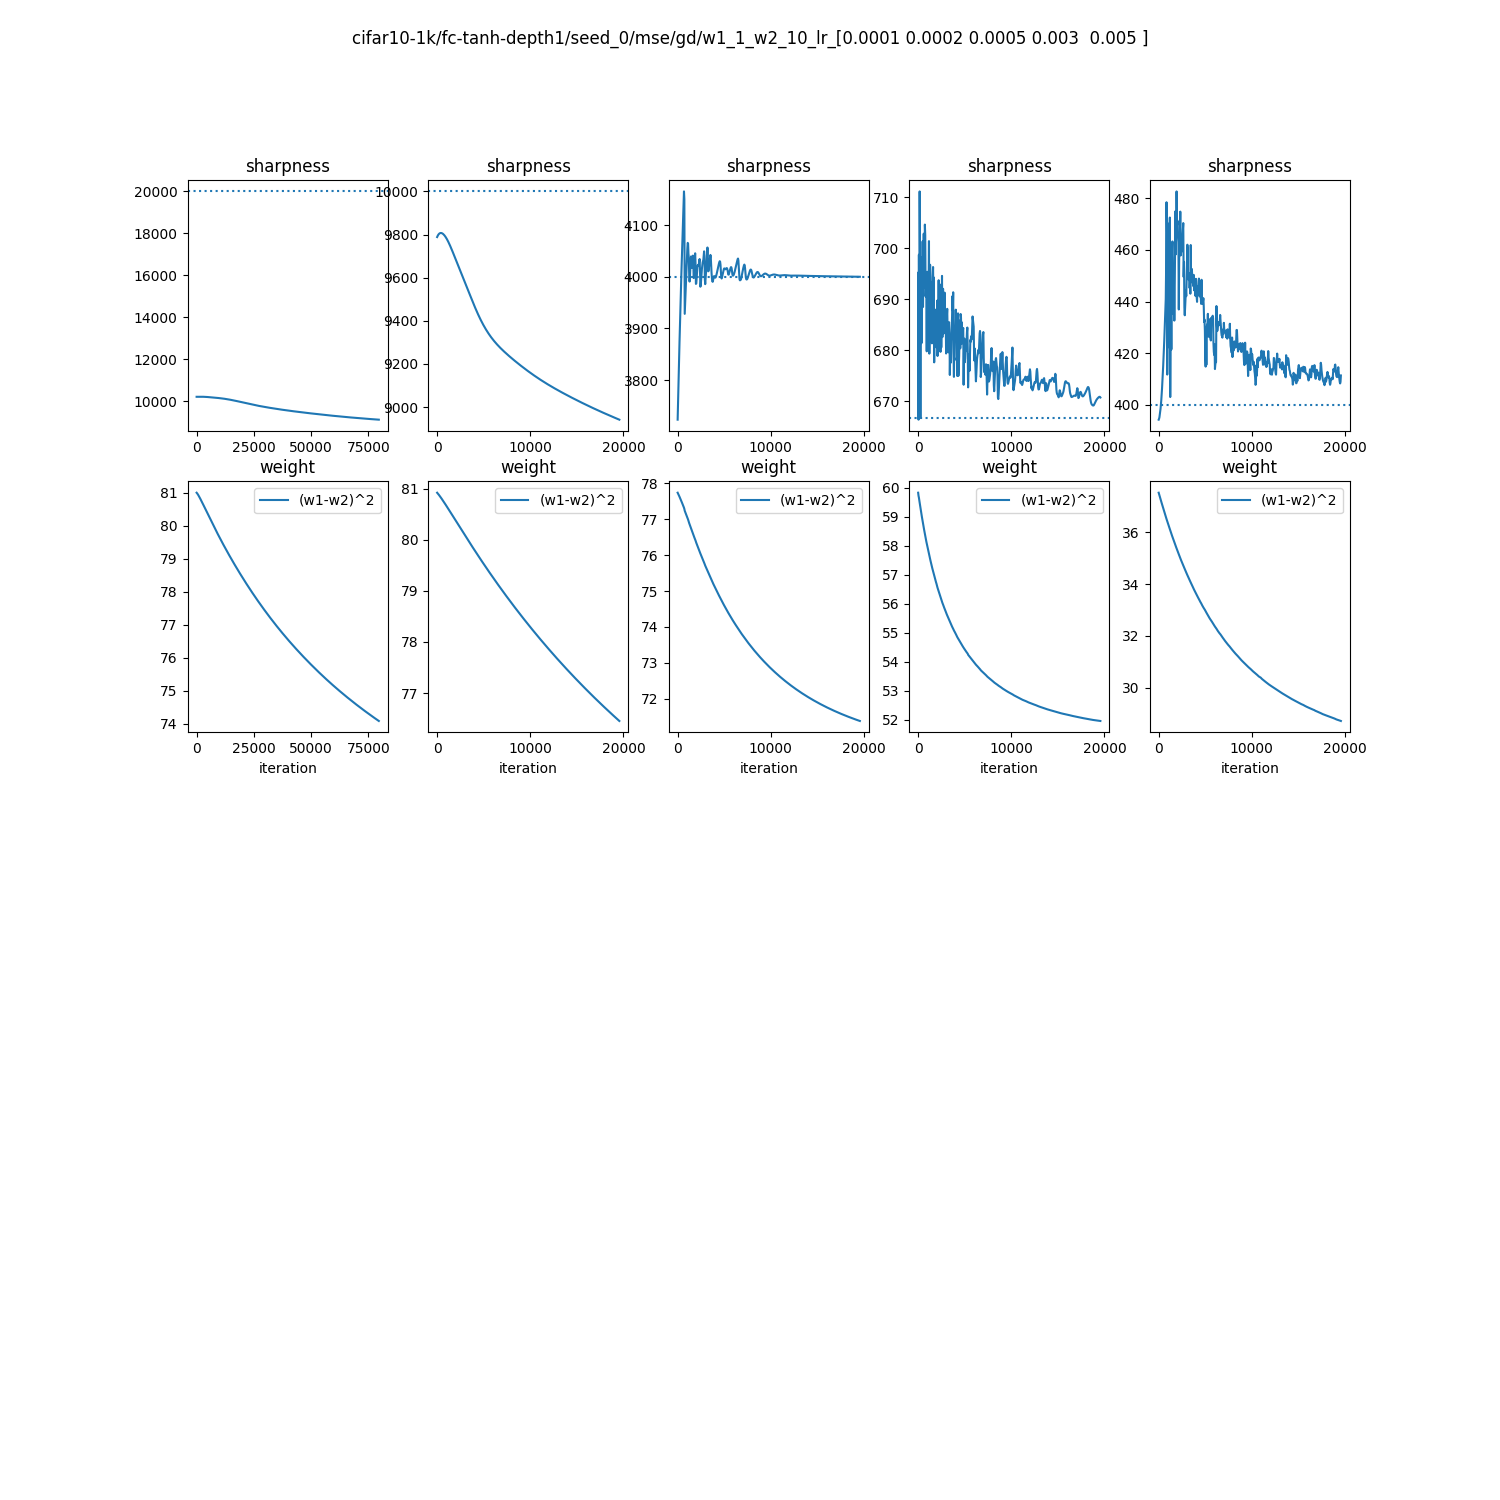 cifar10-1k/fc-tanh-depth1/seed_0/mse/gd/w1_1_w2_10_lr_[0.0001 0.0002 0.0005 0.003  0.005 ]
sharpness
20000
18000
16000
14000
12000
10000
0 25000 50000 75000
sharpness
10000
9800
9600
9400
9200
9000
0 10000 20000
sharpness
4100
4000
3900
3800
0 10000 20000
sharpness
710
700
690
680
670
0 10000 20000
sharpness
480
460
440
420
400
0 10000 20000
weight
(w1-w2)^2
81
80
79
78
77
76
75
74
0 25000 50000 75000
iteration
weight
(w1-w2)^2
81
80
79
78
77
0 10000 20000
iteration
weight
(w1-w2)^2
78
77
76
75
74
73
72
0 10000 20000
iteration
weight
(w1-w2)^2
60
59
58
57
56
55
54
53
52
0 10000 20000
iteration
weight
(w1-w2)^2
36
34
32
30
0 10000 20000
iteration